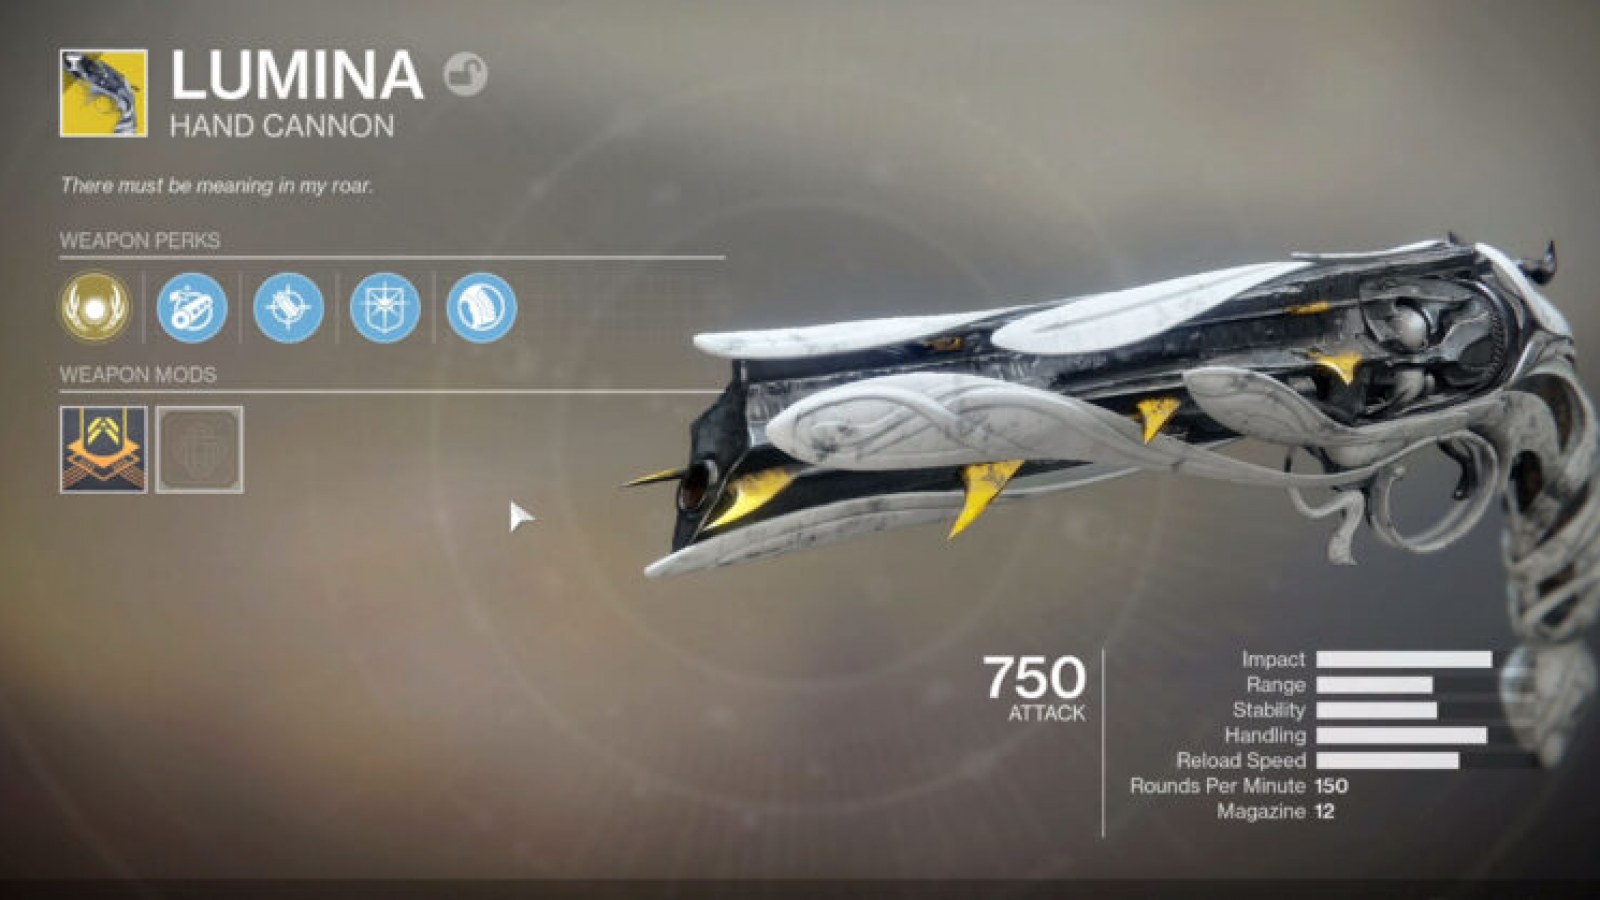 LUMINA
HAND CANNON
There must be meaning in my roar.
WEAPON PERKS
WEAPON MODS
750
ATTACK
Impact
Range
Stability
Handling
Reload Speed
Rounds Per Minute 150
Magazine 12